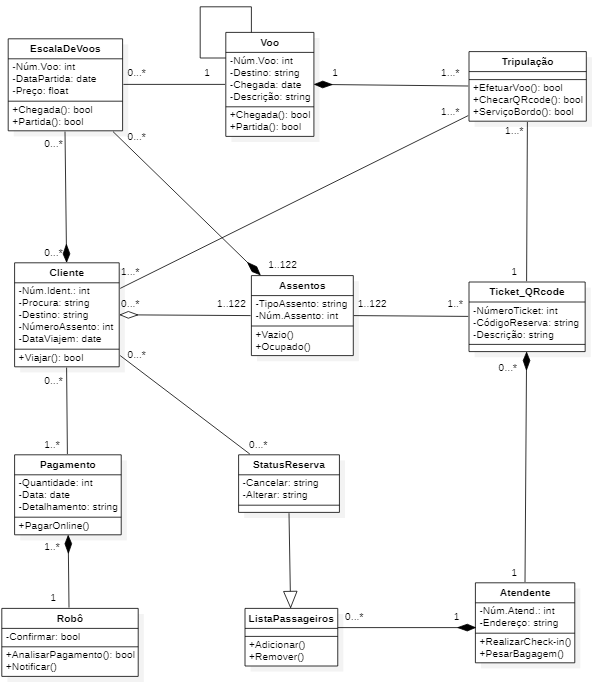 EscalaDeVoos
-Núm.Voo: int
-DataPartida: date
-Preço: float
+Chegada(): bool
+Partida(): bool
0...*
1
Voo
-Núm.Voo: int
-Destino: string
-Chegada: date
-Descrição: string
+Chegada(): bool
+Partida(): bool
1
1...*
Tripulação
+EfetuarVoo(): bool
+ChecarQRcode(): bool
+ServiçoBordo(): bool
0...*
0...*
1...*
1...*
0...*
1...*
1..122
1
Cliente
-Núm.Ident.: int
-Procura: string
-Destino: string
-NúmeroAssento: int
-DataViajem: date
+Viajar(): bool
0...*
1..122
Assentos
-TipoAssento: string
-Núm.Assento: int
+Vazio()
+Ocupado()
1..122
1..*
Ticket_QRcode
-NúmeroTicket: int
-CódigoReserva: string
-Descrição: string
0...*
0...*
0...*
1..*
0...*
Pagamento
-Quantidade: int
-Data: date
-Detalhamento: string
+PagarOnline()
StatusReserva
-Cancelar: string
-Alterar: string
1..*
1
1
Robô
-Confirmar: bool
+AnalisarPagamento(): bool
+Notificar()
ListaPassageiros
+Adicionar()
+Remover()
0...*
1
Atendente
-Núm.Atend.: int
-Endereço: string
+RealizarCheck-in()
+PesarBagagem()